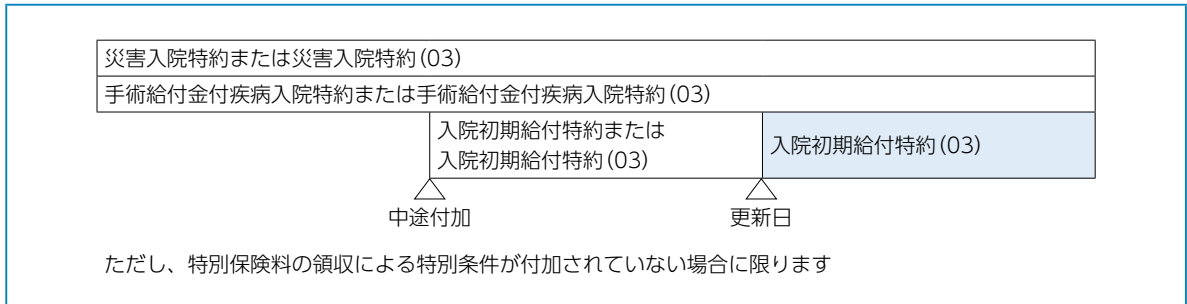 災害入院特約または災害入院特約(03)
手術給付金付疾病入院特約または手術給付金付疾病入院特約(03)
入院初期給付特約または
入院初期給付特約(03)
入院初期給付特約(03)
中途付加
更新日
ただし、特別保険料の領収による特別条件が付加されていない場合に限ります